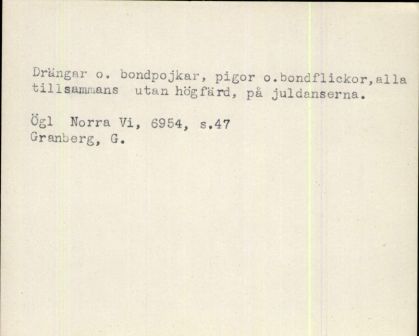 Drängar o. bondpojkar, pigor o.bondflickor,alla
tillsammans utan högfärd, på juldanserna.
Ögl Norra Vi, 6954, s.47
Granberg, G.